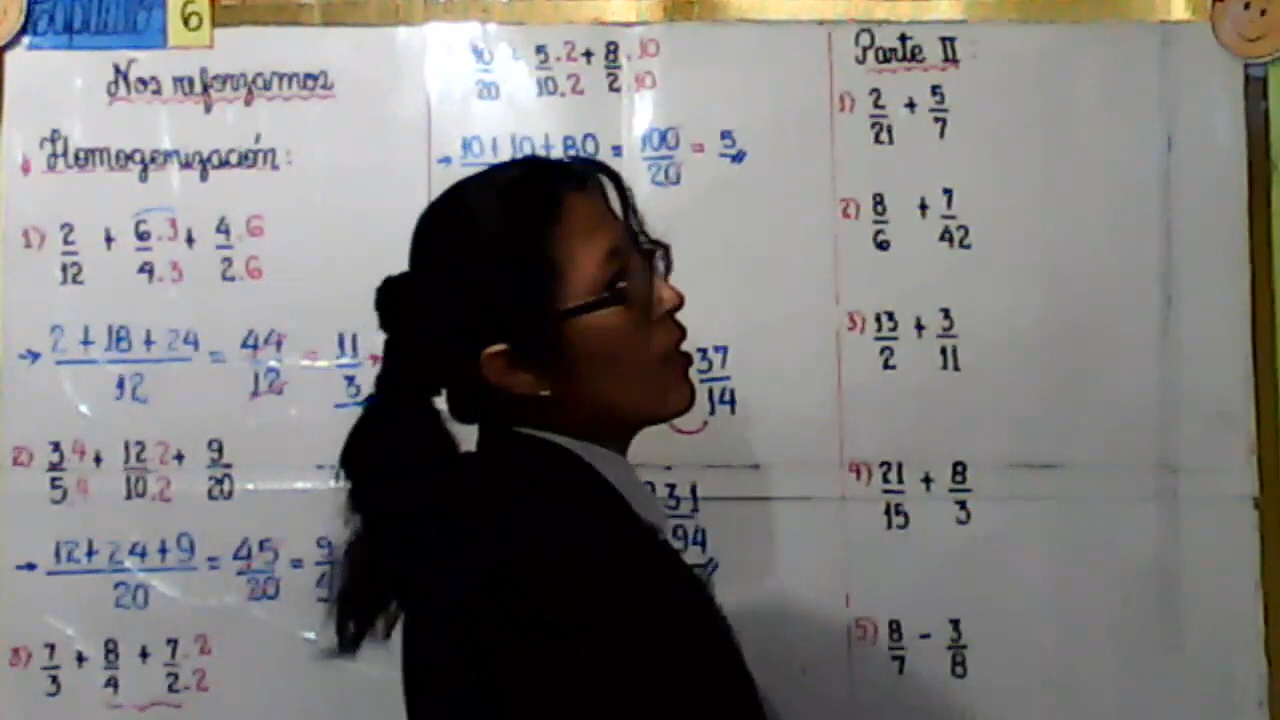 Capítulo 6
Nos reforzamos
Homogenización:
1) 2/12 + 6.3/4.3 + 4.6/2.6
→ 2 + 18 + 24/12 = 44/12 = 11/3
2) 3.4/5.4 + 12.2/10.2 + 9/20
→ 12 + 24 + 9/20 = 45/20 = 9/4
3) 7/3 + 8/4 + 7.2/2.2
10/20 + 5.2/10.2 + 8.10/2.10
→ 10 + 10 + 80 = 100/20 = 5
37/14
31
94
Parte II:
1) 2/21 + 5/7
2) 8/6 + 7/42
3) 13/2 + 3/11
4) 21/15 + 8/3
5) 8/7 - 3/8